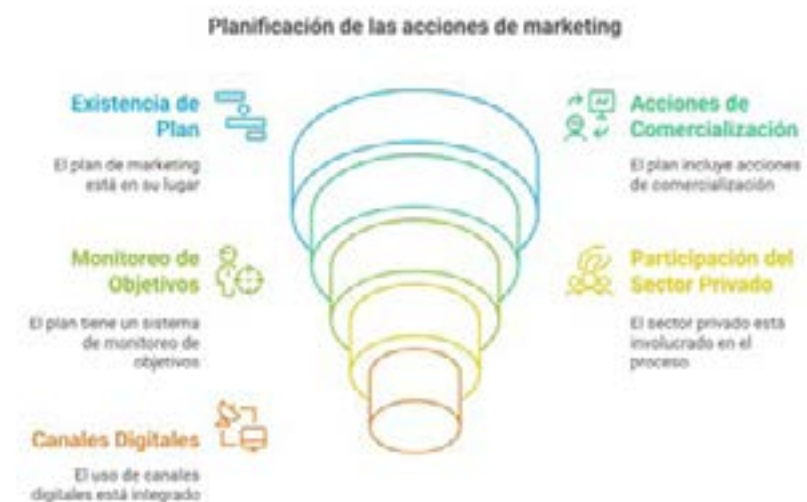 Planificación de las acciones de marketing
Existencia de
Plan
El plan de marketing
está en su lugar
Acciones de
Comercialización
El plan incluye acciones
de comercialización
Monitoreo de
Objetivos
El plan tiene un sistema
de monitoreo de
objetivos
Participación del
Sector Privado
El sector privado está
involucrado en el
proceso
Canales Digitales
El uso de canales
digitales está integrado